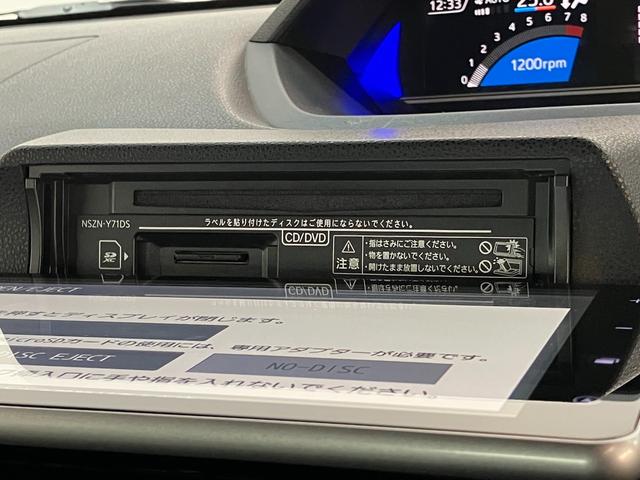 12:33
AUTO
0 1 2 3 4 5 6 7 8
1200rpm
ラベルを貼り付けたディスクはご使用にならないでください。
NSZN-Y71DS
CD/DVD
SD
XC
注意
・指はさみにご注意ください。
・物を置かないでください。
・開けたまま放置しないでください。
EJECT
押すとディスプレイが閉じます。
microSDカードの使用には、専用アダプターが必要です。
DISC EJECT
NO-DISC
入口に手や指を入れないでください。